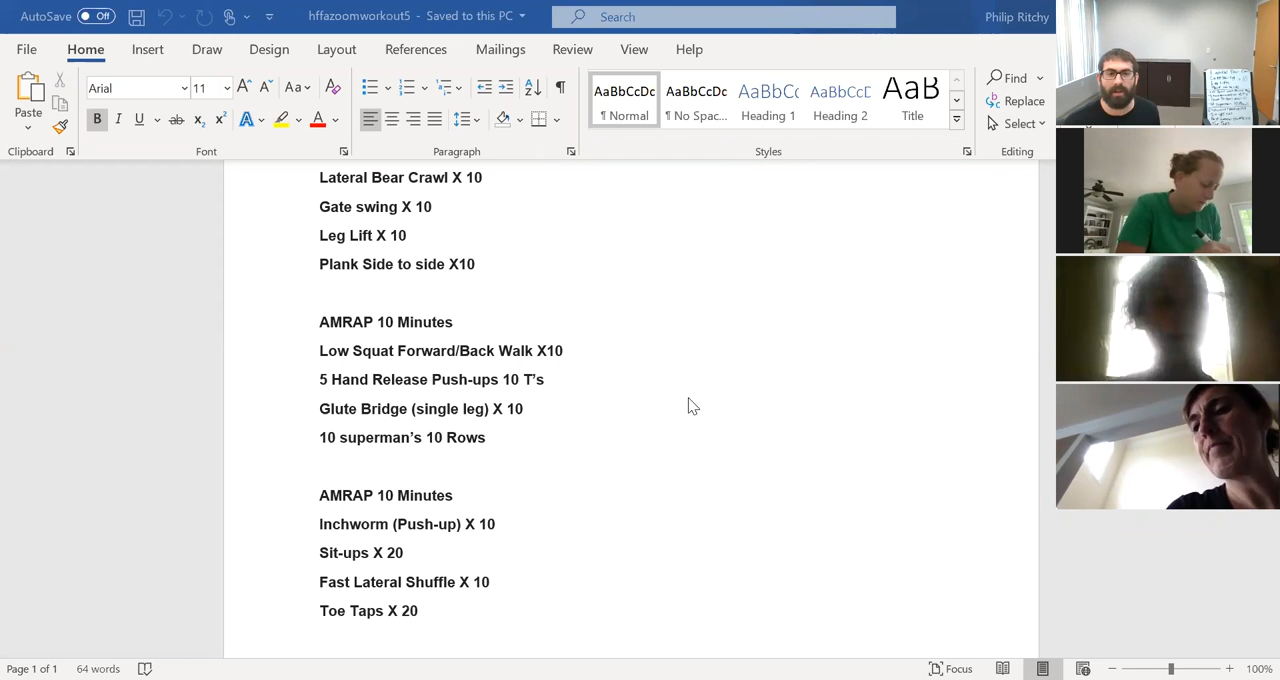 AutoSave Off hffazoomworkout5 - Saved to this PC Search Philip Ritchy
File Home Insert Draw Design Layout References Mailings Review View Help
Arial 11 Aa AaBbCcDc AaBbCcDc AaBbCc AaBbCcD AaB Find
Paste ¶ Normal ¶ No Spac... Heading 1 Heading 2 Title Replace
Select
Clipboard Font Paragraph Styles Editing
Lateral Bear Crawl X 10
Gate swing X 10
Leg Lift X 10
Plank Side to side X10
AMRAP 10 Minutes
Low Squat Forward/Back Walk X10
5 Hand Release Push-ups 10 T’s
Glute Bridge (single leg) X 10
10 superman’s 10 Rows
AMRAP 10 Minutes
Inchworm (Push-up) X 10
Sit-ups X 20
Fast Lateral Shuffle X 10
Toe Taps X 20
Page 1 of 1 64 words Focus 100%